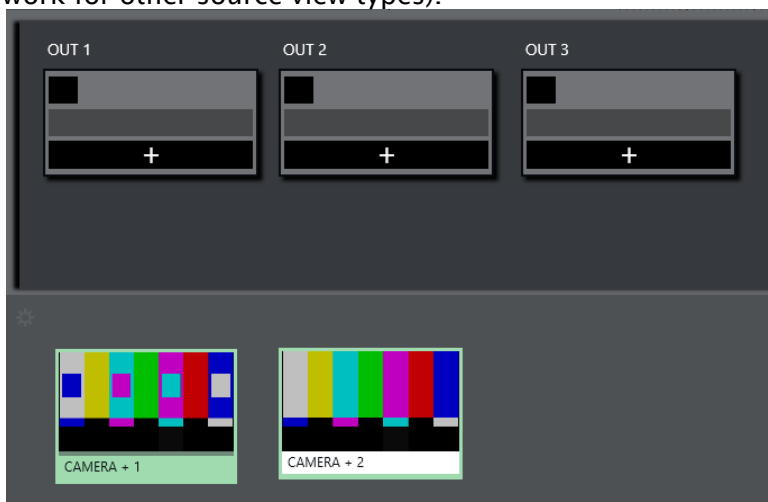 work for other source view types).
OUT 1
OUT 2
OUT 3
+
+
+
CAMERA + 1
CAMERA + 2